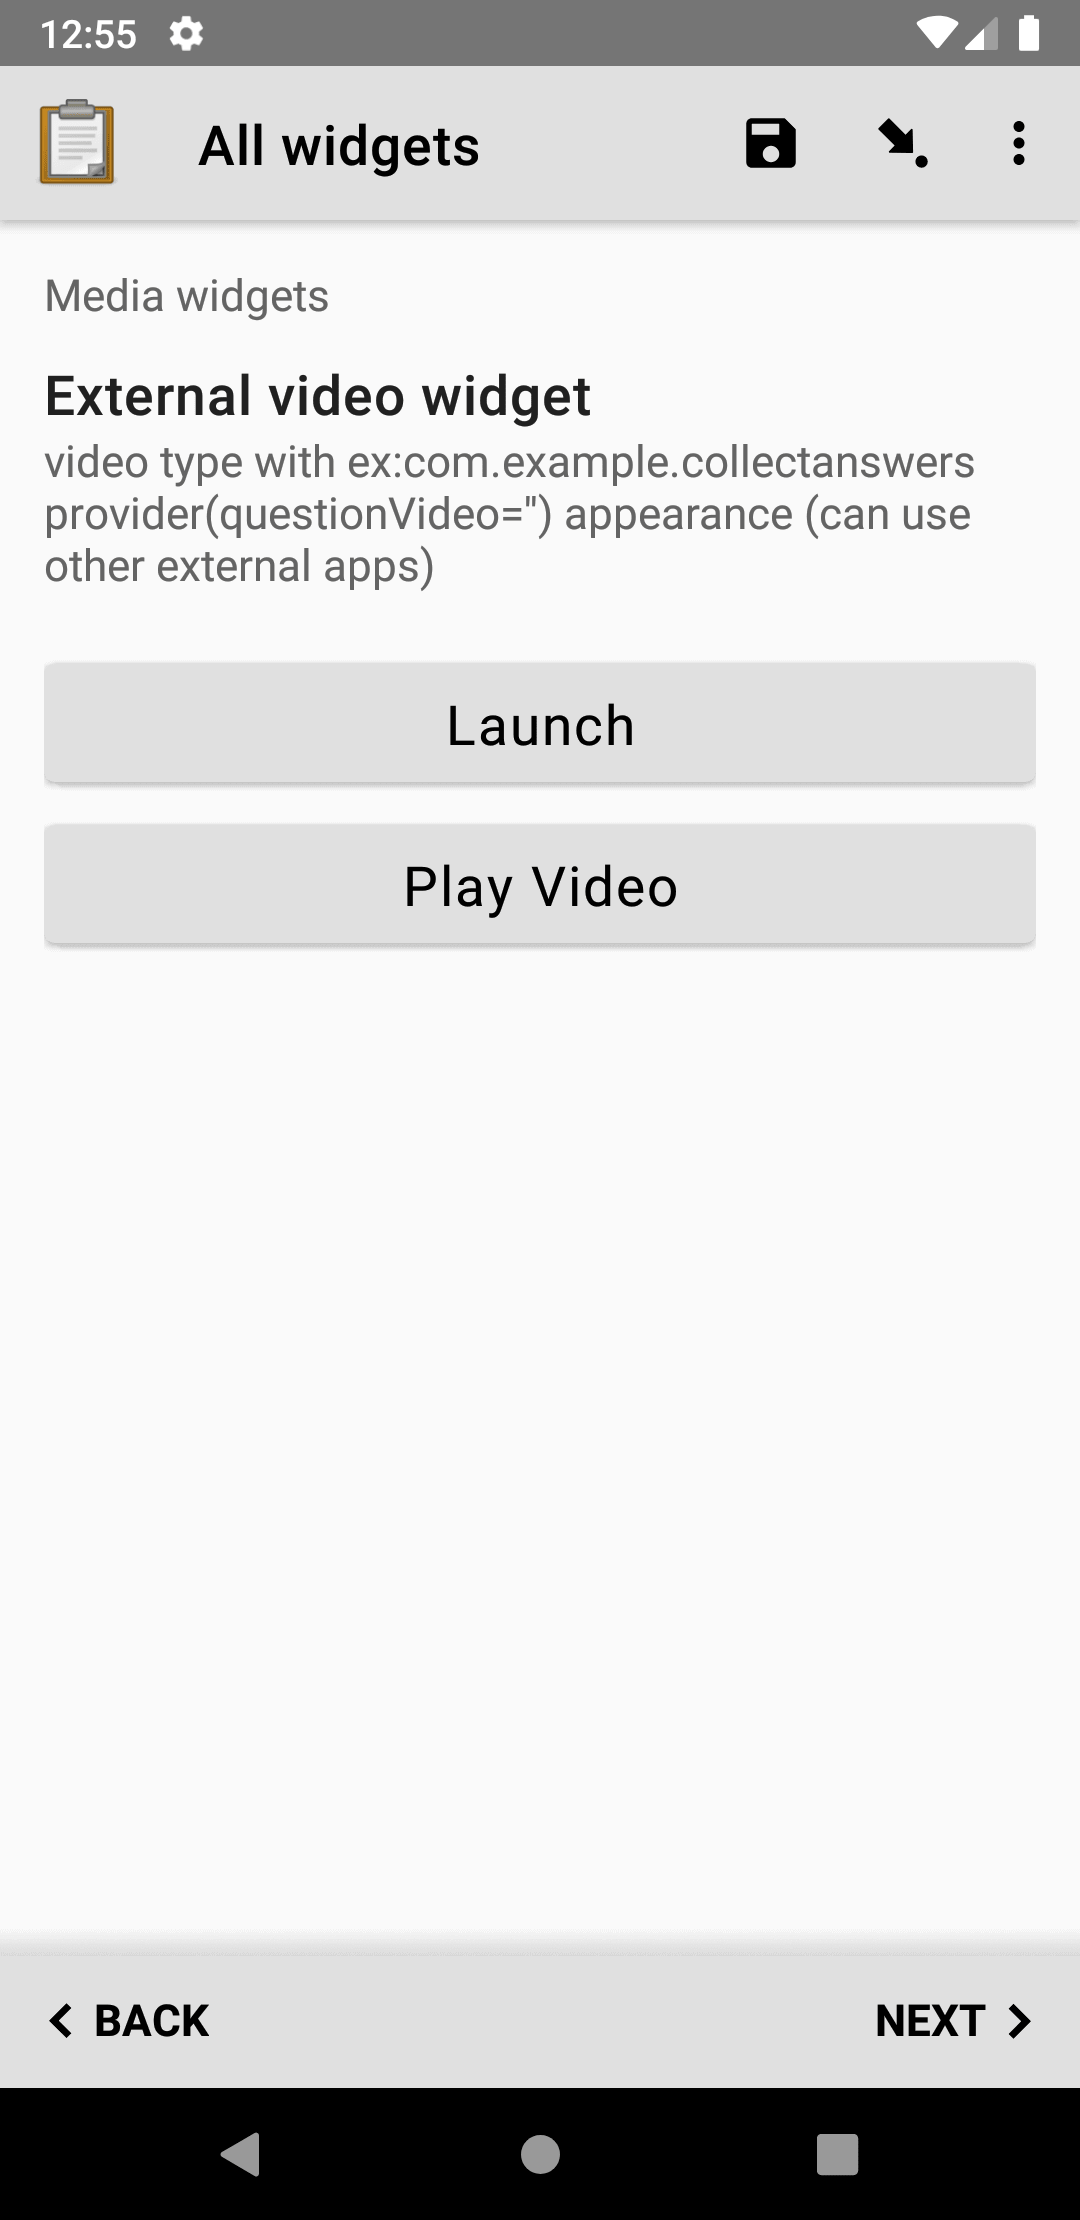 12:55
All widgets
Media widgets
External video widget
video type with ex:com.example.collectanswers
provider(questionVideo='') appearance (can use
other external apps)
Launch
Play Video
BACK
NEXT